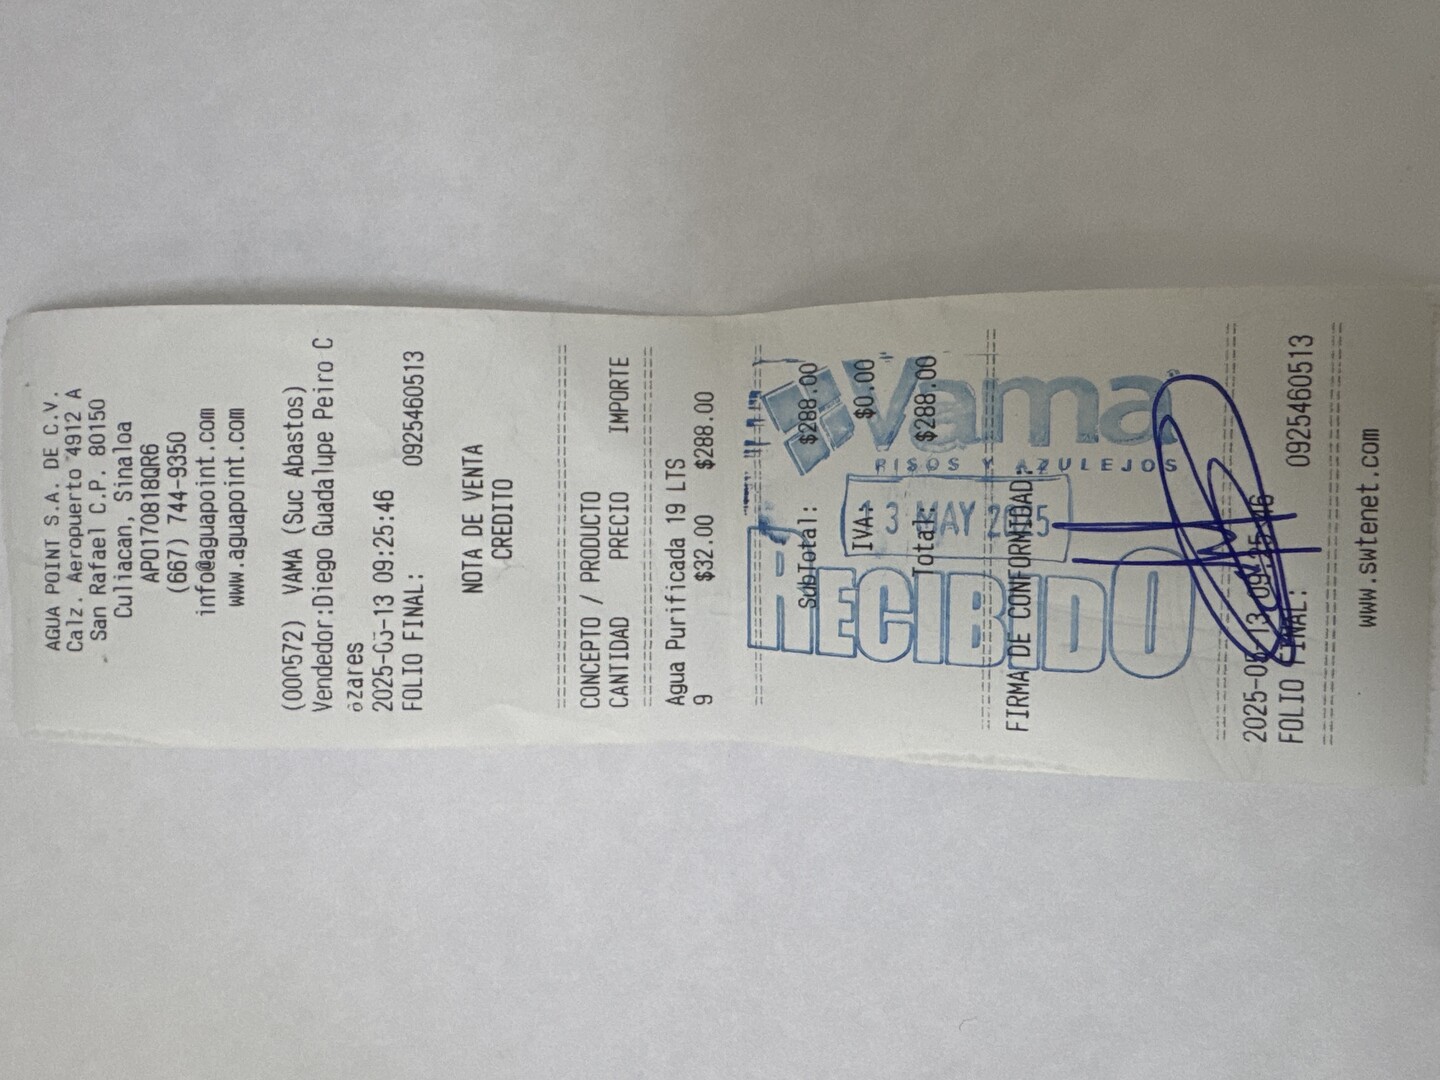 AGUA POINT S.A. DE C.V.
Calz. Aeropuerto 4912 A
San Rafael C.P. 80150
Culiacan, Sinaloa
APO170818QR6
(667) 744-9350
info@aguapoint.com
www.aguapoint.com
(000572) VAMA (Suc Abastos)
Vendedor:Diego Guadalupe Peiro C
ózares
2025-05-13 09:25:46
FOLIO FINAL: 0925460513
NOTA DE VENTA
CREDITO
CONCEPTO / PRODUCTO
CANTIDAD PRECIO IMPORTE
Agua Purificada 19 LTS
9 $32.00 $288.00
SubTotal: $288.00
IVA: $0.00
Total: $288.00
Vama
PISOS Y AZULEJOS
13 MAY 2025
RECIBIDO
FIRMA DE CONFORMIDAD:
2025-05-13 09:25:46
FOLIO FINAL: 0925460513
www.swtenet.com